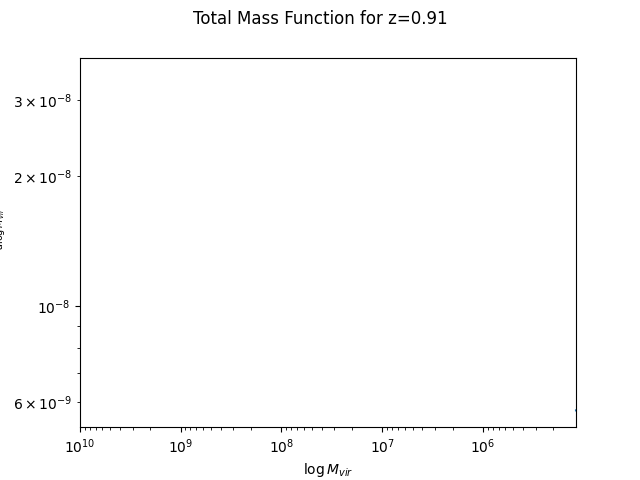 Total Mass Function for z=0.91
3 × 10⁻⁸
2 × 10⁻⁸
10⁻⁸
6 × 10⁻⁹
10¹⁰ 10⁹ 10⁸ 10⁷ 10⁶
log M_vir